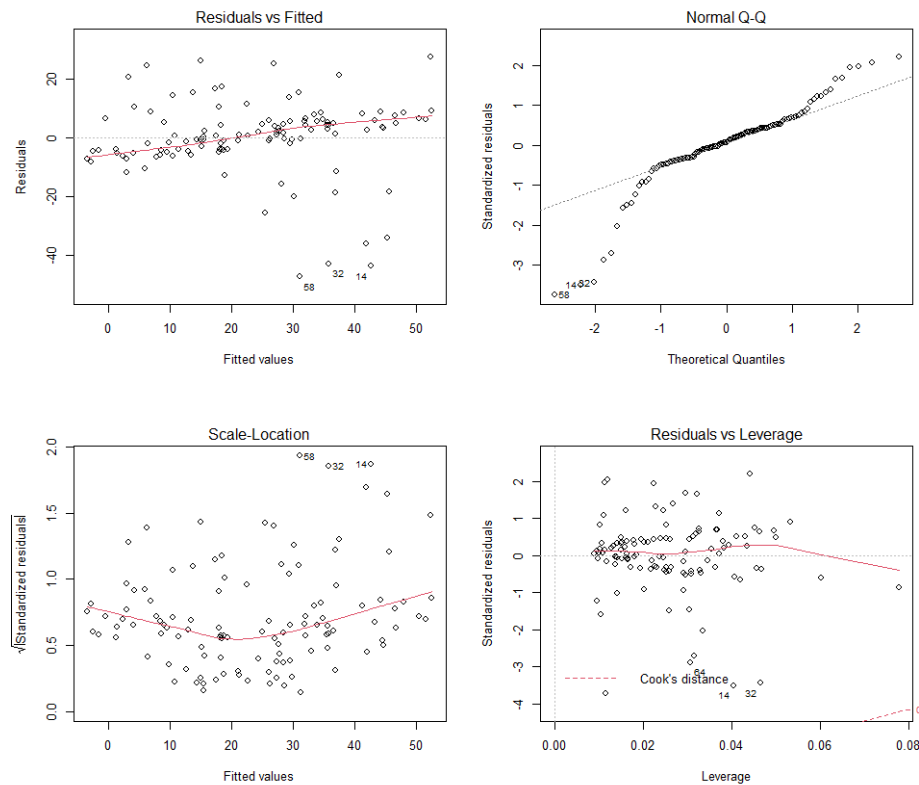 Residuals vs Fitted
Residuals
20
0
-20
-40
58
32
14
0 10 20 30 40 50
Fitted values
Normal Q-Q
Standardized residuals
2
1
0
-1
-2
-3
58
14
32
-2 -1 0 1 2
Theoretical Quantiles
Scale-Location
√|Standardized residuals|
2.0
1.5
1.0
0.5
0.0
58
32
14
0 10 20 30 40 50
Fitted values
Residuals vs Leverage
Standardized residuals
2
1
0
-1
-2
-3
-4
64
Cook's distance
14
32
0.00 0.02 0.04 0.06 0.08
Leverage